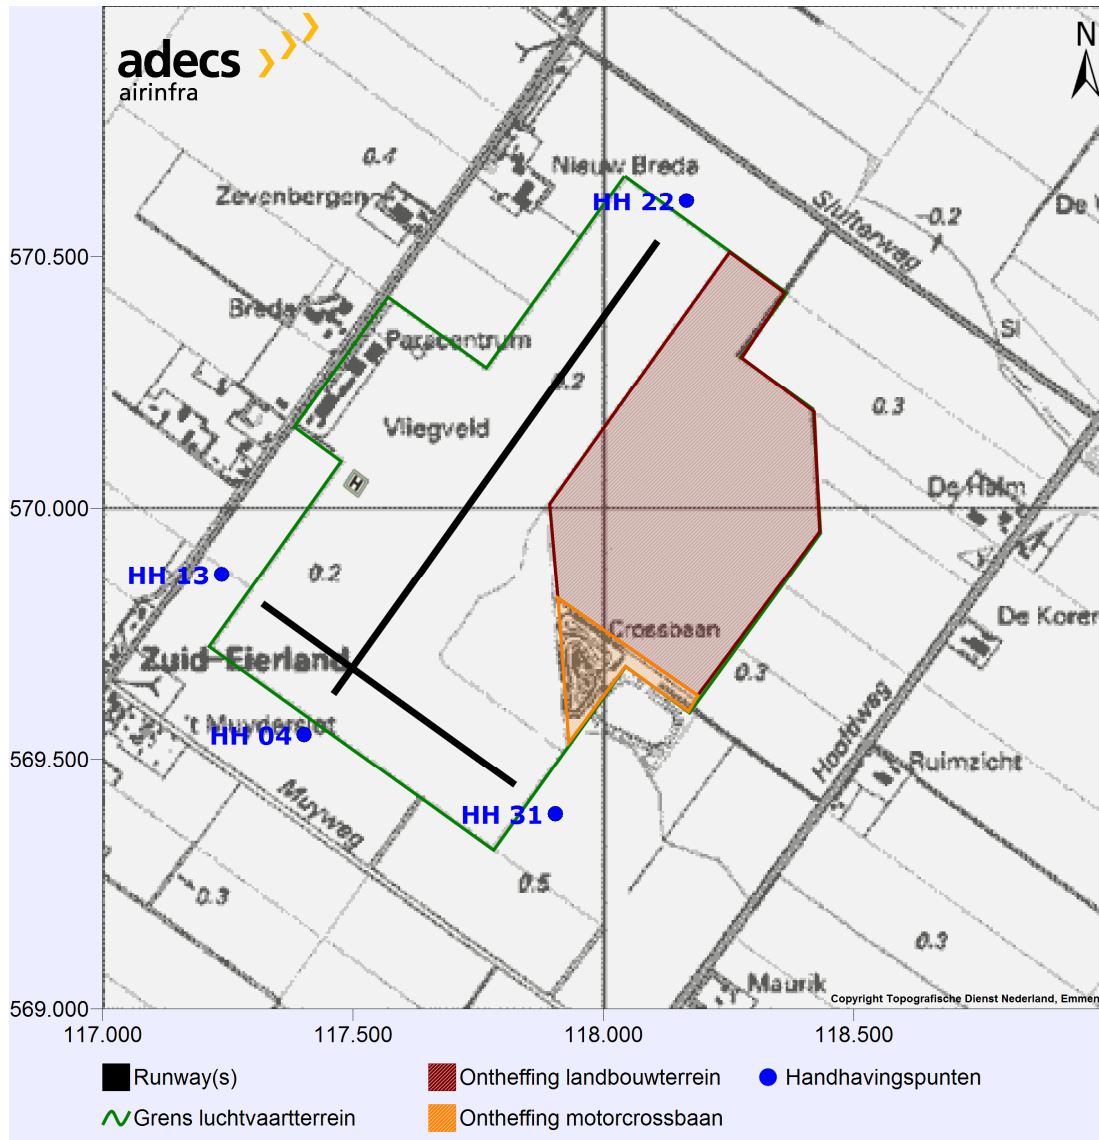 adecs
airinfra
N
0.4
Nieuw Breda
Zevenbergen
HH 22
Sluiterweg
-0.2
De
570.500
Breda
Paracentrum
Sl
0.2
0.3
Vliegveld
H
De Halm
570.000
HH 13
0.2
Crossbaan
De Koren
Zuid-Eierland
0.3
't Muyderslot
HH 04
Hoofdweg
569.500
Ruimzicht
Muyweg
HH 31
0.5
0.3
0.3
Maurik
Copyright Topografische Dienst Nederland, Emmen
569.000
117.000
117.500
118.000
118.500
Runway(s)
Ontheffing landbouwterrein
Handhavingspunten
Grens luchtvaartterrein
Ontheffing motorcrossbaan